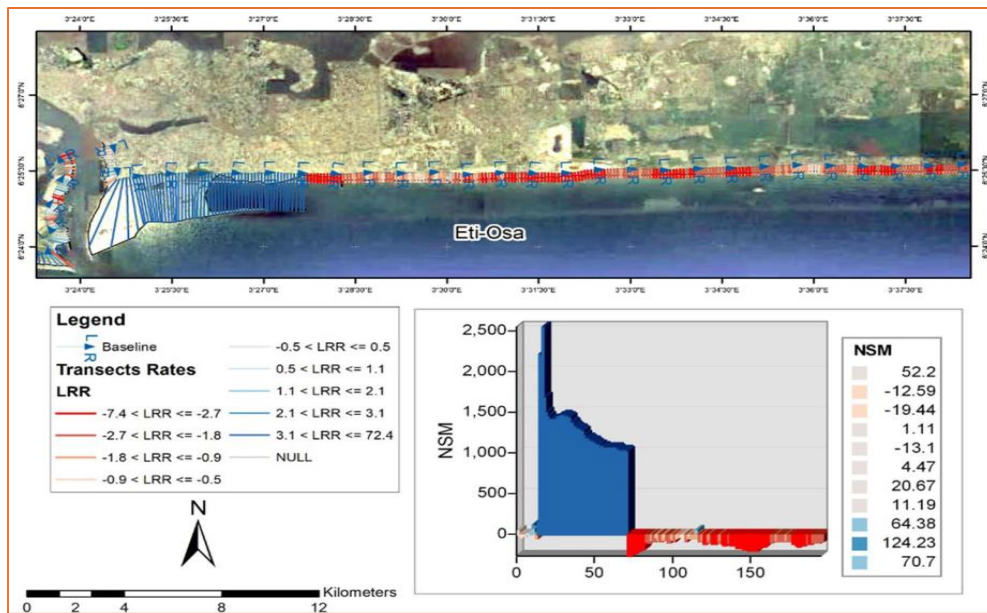 3°24'0"E 3°25'30"E 3°27'0"E 3°28'30"E 3°30'0"E 3°31'30"E 3°33'0"E 3°34'30"E 3°36'0"E 3°37'30"E
6°27'0"N 6°27'0"N
6°25'30"N
6°24'0"N 6°24'0"N
Eti-Osa
3°24'0"E 3°25'30"E 3°27'0"E 3°28'30"E 3°30'0"E 3°31'30"E 3°33'0"E 3°34'30"E 3°36'0"E 3°37'30"E
Legend
L R Baseline
Transects Rates
LRR
-7.4 < LRR <= -2.7
-2.7 < LRR <= -1.8
-1.8 < LRR <= -0.9
-0.9 < LRR <= -0.5
-0.5 < LRR <= 0.5
0.5 < LRR <= 1.1
1.1 < LRR <= 2.1
2.1 < LRR <= 3.1
3.1 < LRR <= 72.4
NULL
N
Kilometers
0 2 4 8 12
NSM
2,500
2,000
1,500
1,000
500
0
0 50 100 150
NSM
52.2
-12.59
-19.44
1.11
-13.1
4.47
20.67
11.19
64.38
124.23
70.7